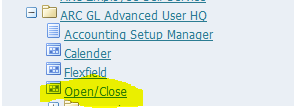 ARC GL Advanced User HQ
Accounting Setup Manager
Calender
Flexfield
Open/Close